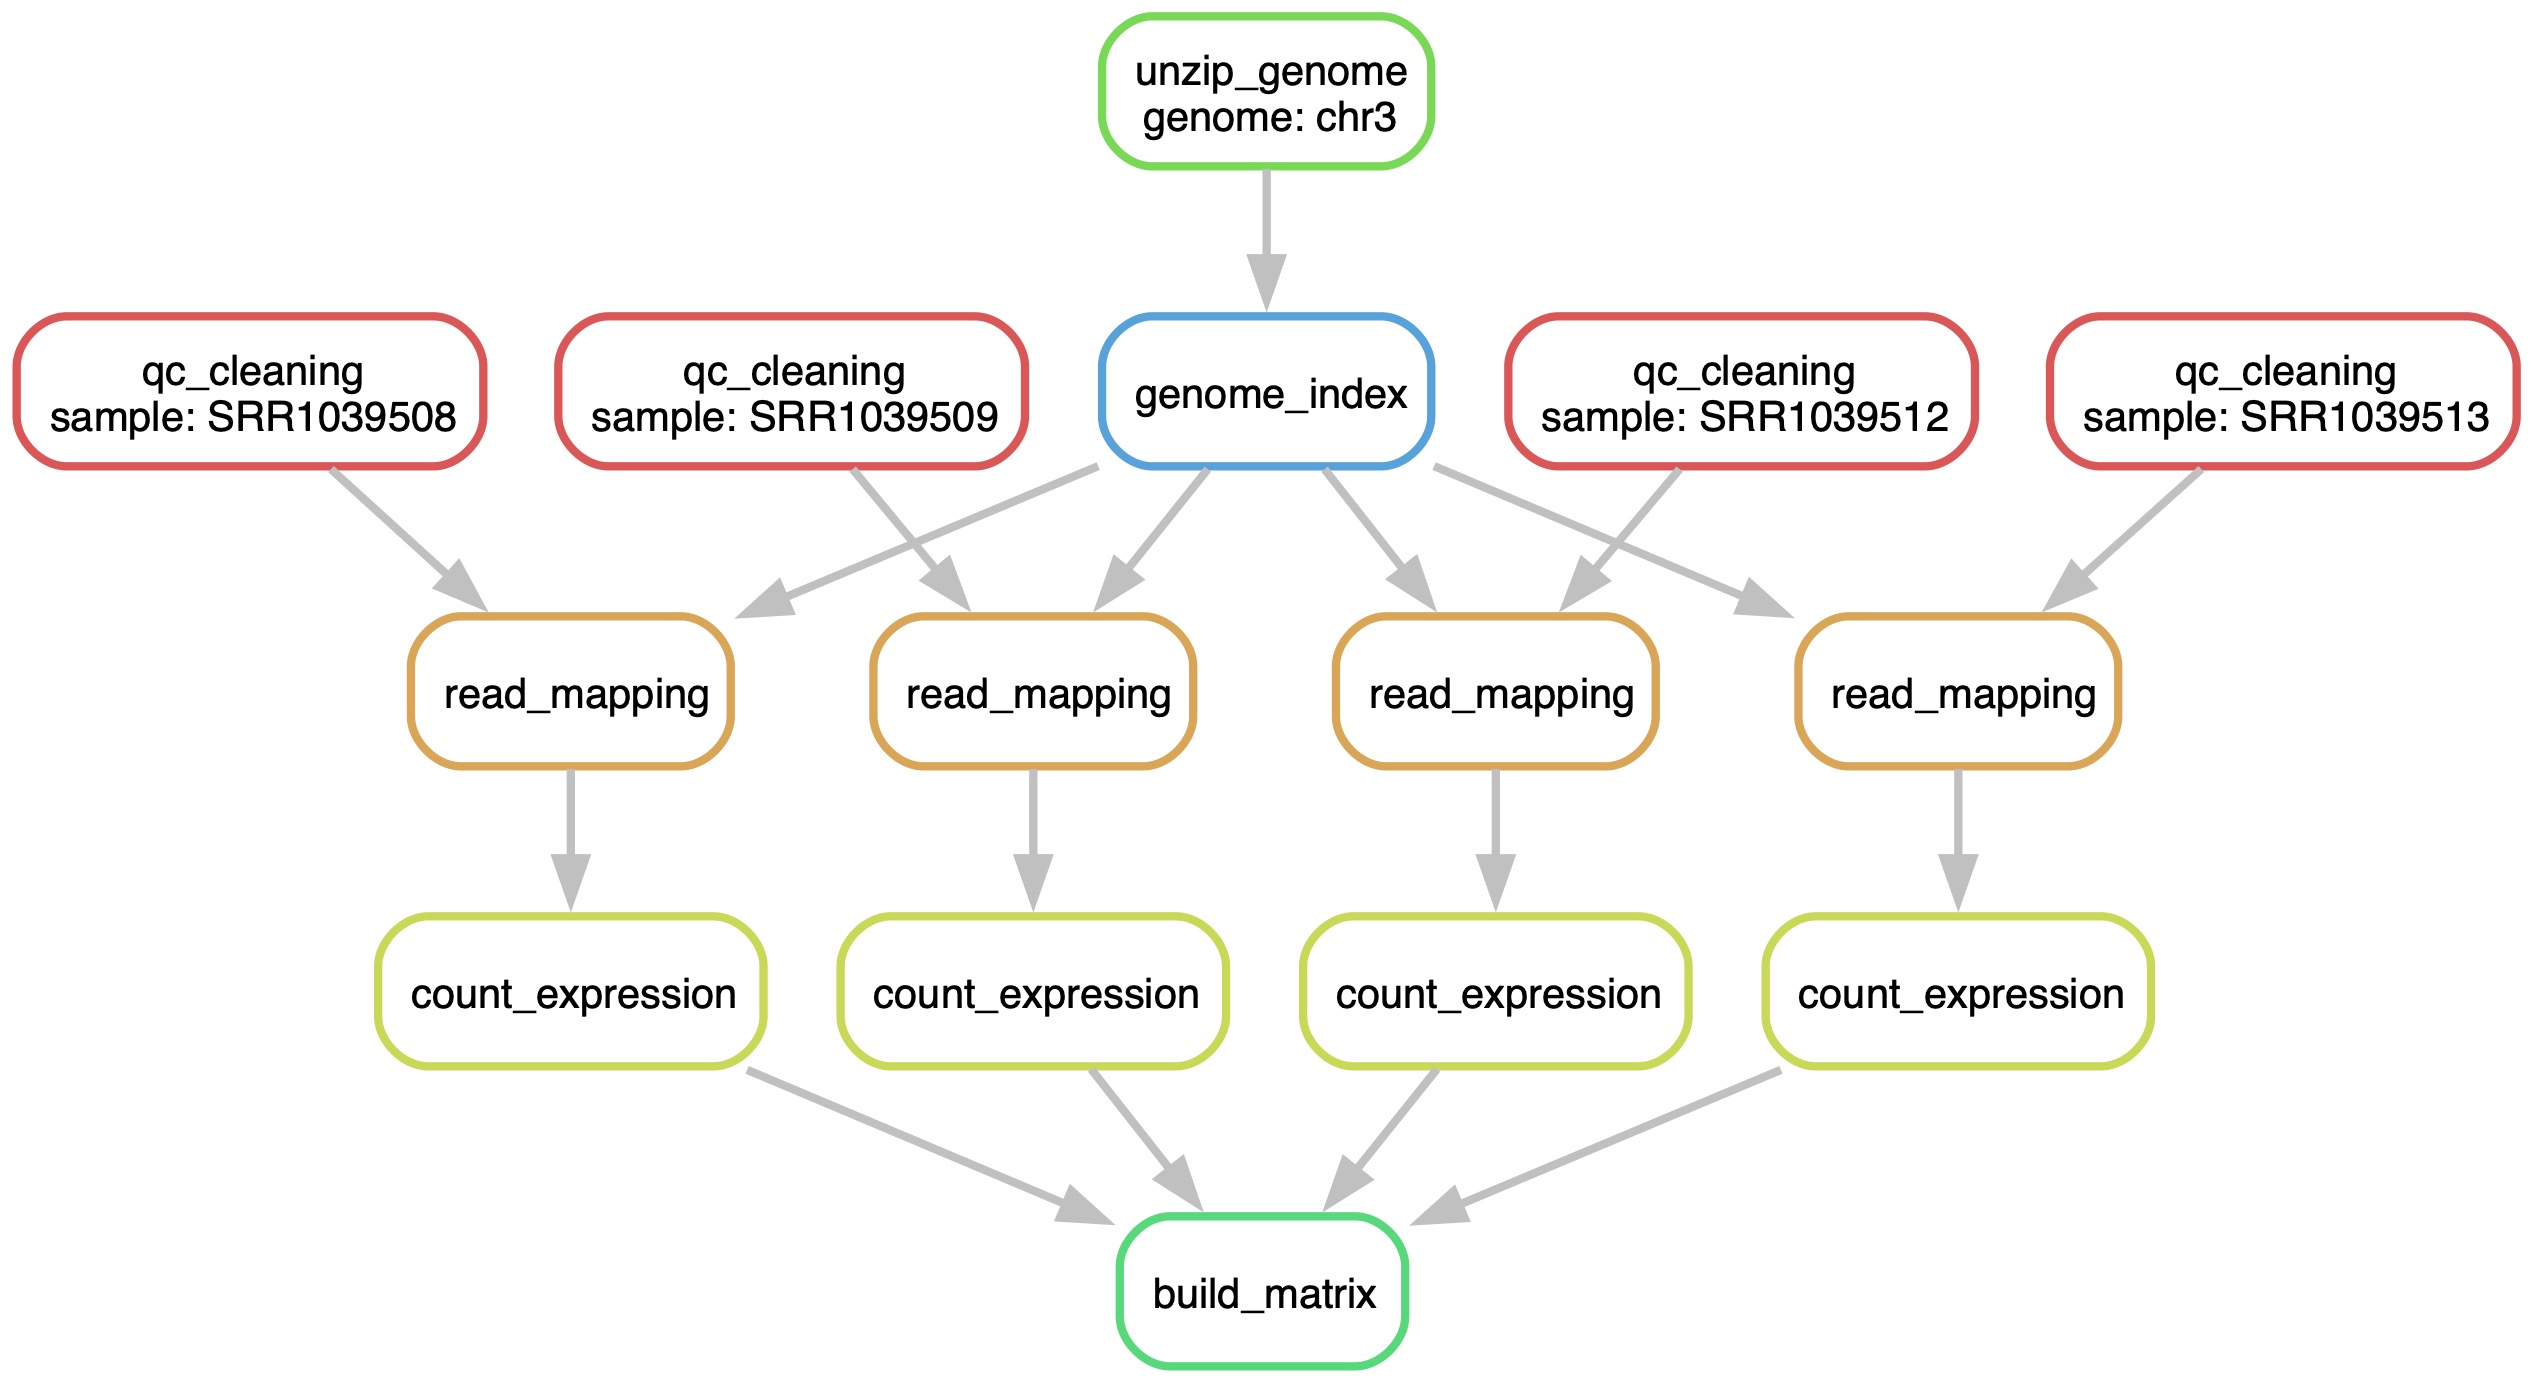 unzip_genome
genome: chr3
qc_cleaning
sample: SRR1039508
qc_cleaning
sample: SRR1039509
genome_index
qc_cleaning
sample: SRR1039512
qc_cleaning
sample: SRR1039513
read_mapping
read_mapping
read_mapping
read_mapping
count_expression
count_expression
count_expression
count_expression
build_matrix